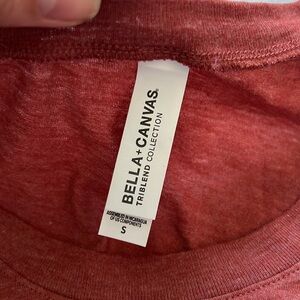 BELLA+CANVAS.
TRIBLEND COLLECTION
ASSEMBLED IN NICARAGUA
OF US COMPONENTS
S